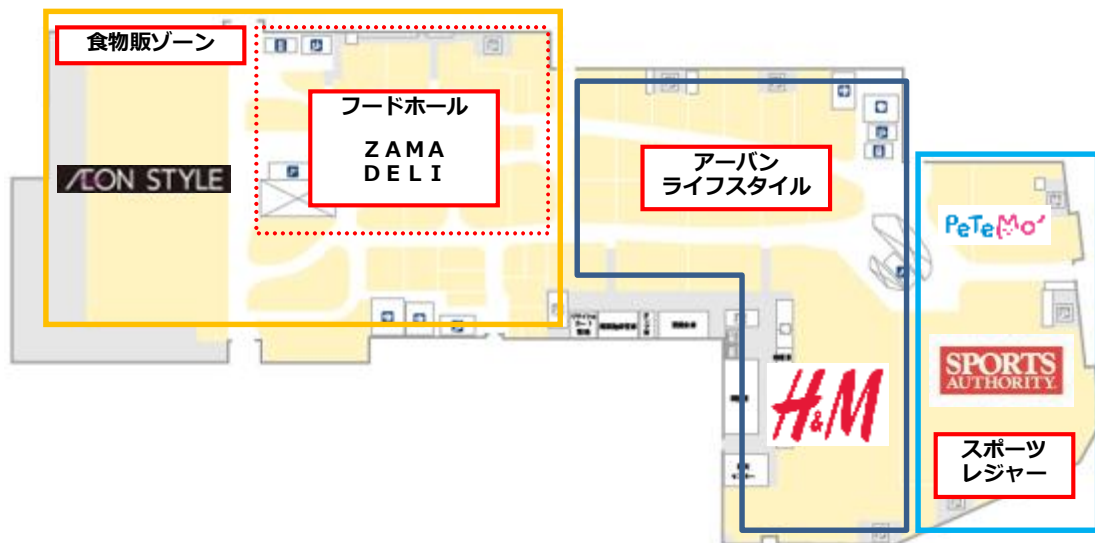 食物販ゾーン
フードホール
ZAMA
DELI
ÆON STYLE
アーバン
ライフスタイル
PeTeMo
H&M
SPORTS
AUTHORITY.
スポーツ
レジャー